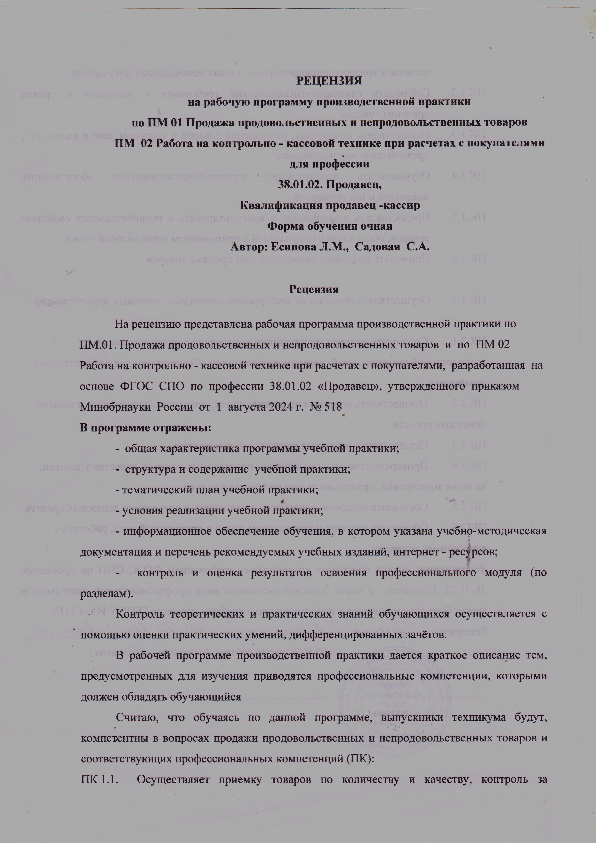 РЕЦЕНЗИЯ
на рабочую программу производственной практики
по ПМ 01 Продажа продовольственных и непродовольственных товаров
ПМ 02 Работа на контрольно - кассовой технике при расчетах с покупателями
для профессии
38.01.02. Продавец,
Квалификация продавец -кассир
Форма обучения очная
Автор: Есипова Л.М., Садовая С.А.
Рецензия
На рецензию представлена рабочая программа производственной практики по
ПМ.01. Продажа продовольственных и непродовольственных товаров и по ПМ 02
Работа на контрольно - кассовой технике при расчетах с покупателями, разработанная на
основе ФГОС СПО по профессии 38.01.02 «Продавец», утвержденного приказом
Минобрнауки России от 1 августа 2024 г. № 518
В программе отражены:
- общая характеристика программы учебной практики;
- структура и содержание учебной практики;
- тематический план учебной практики;
- условия реализации учебной практики;
- информационное обеспечение обучения, в котором указана учебно-методическая
документация и перечень рекомендуемых учебных изданий, интернет - ресурсов;
- контроль и оценка результатов освоения профессионального модуля (по
разделам).
Контроль теоретических и практических знаний обучающихся осуществляется с
помощью оценки практических умений, дифференцированных зачётов.
В рабочей программе производственной практики дается краткое описание тем,
предусмотренных для изучения приводятся профессиональные компетенции, которыми
должен обладать обучающийся
Считаю, что обучаясь по данной программе, выпускники техникума будут,
компетентны в вопросах продажи продовольственных и непродовольственных товаров и
соответствующих профессиональных компетенций (ПК):
ПК 1.1. Осуществляет приемку товаров по количеству и качеству, контроль за